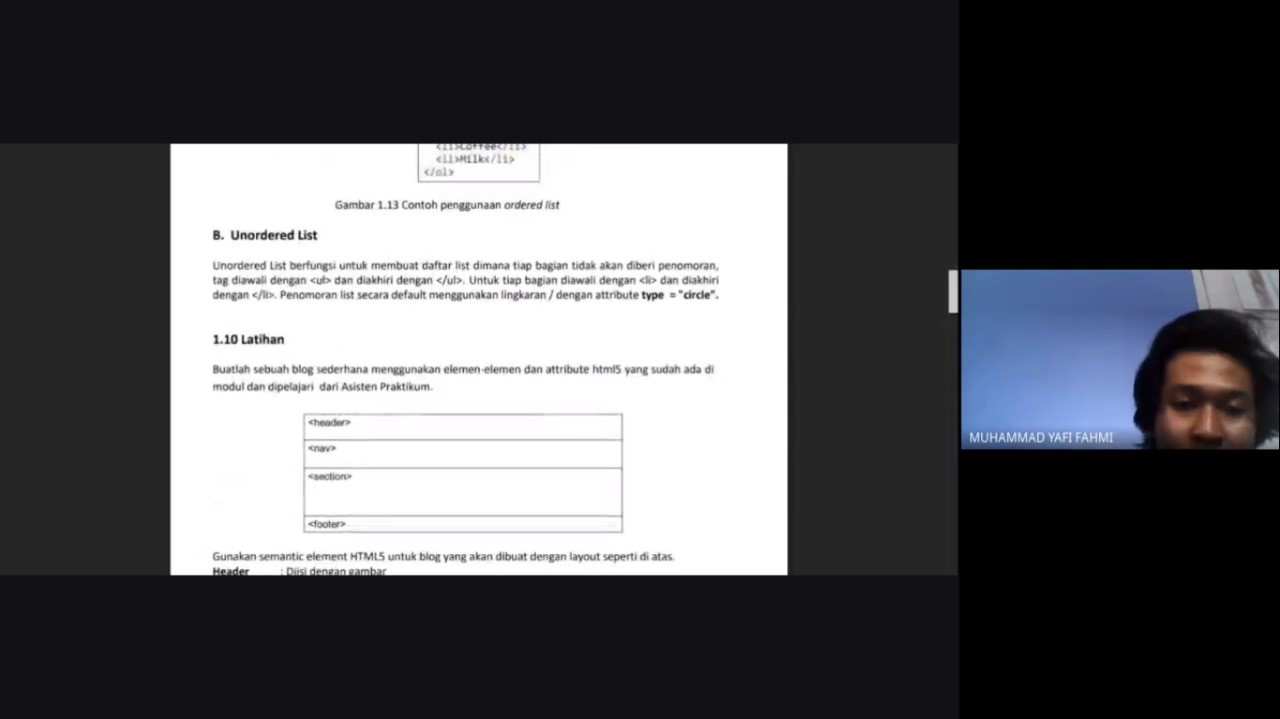 <li>Coffee</li>
<li>Milk</li>
</ol>
Gambar 1.13 Contoh penggunaan ordered list
B. Unordered List
Unordered List berfungsi untuk membuat daftar list dimana tiap bagian tidak akan diberi penomoran,
tag diawali dengan <ul> dan diakhiri dengan </ul>. Untuk tiap bagian diawali dengan <li> dan diakhiri
dengan </li>. Penomoran list secara default menggunakan lingkaran / dengan attribute type = "circle".
1.10 Latihan
Buatlah sebuah blog sederhana menggunakan elemen-elemen dan attribute html5 yang sudah ada di
modul dan dipelajari dari Asisten Praktikum.
<header>
<nav>
<section>
<footer>
Gunakan semantic element HTML5 untuk blog yang akan dibuat dengan layout seperti di atas.
Header : Diisi dengan gambar
MUHAMMAD YAFI FAHMI